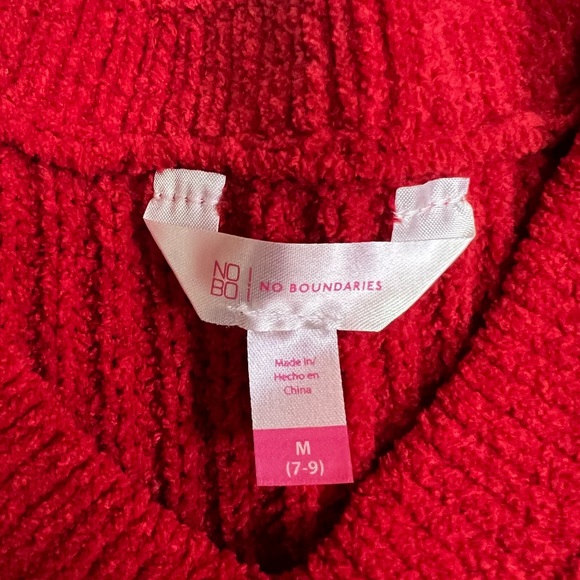 NO
BO
NO BOUNDARIES
Made in/
Hecho en
China
M
(7-9)